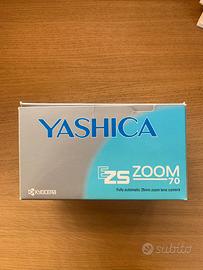 YASHICA
EZS ZOOM
70
Fully automatic 35mm zoom lens camera
KYOCERA
subito